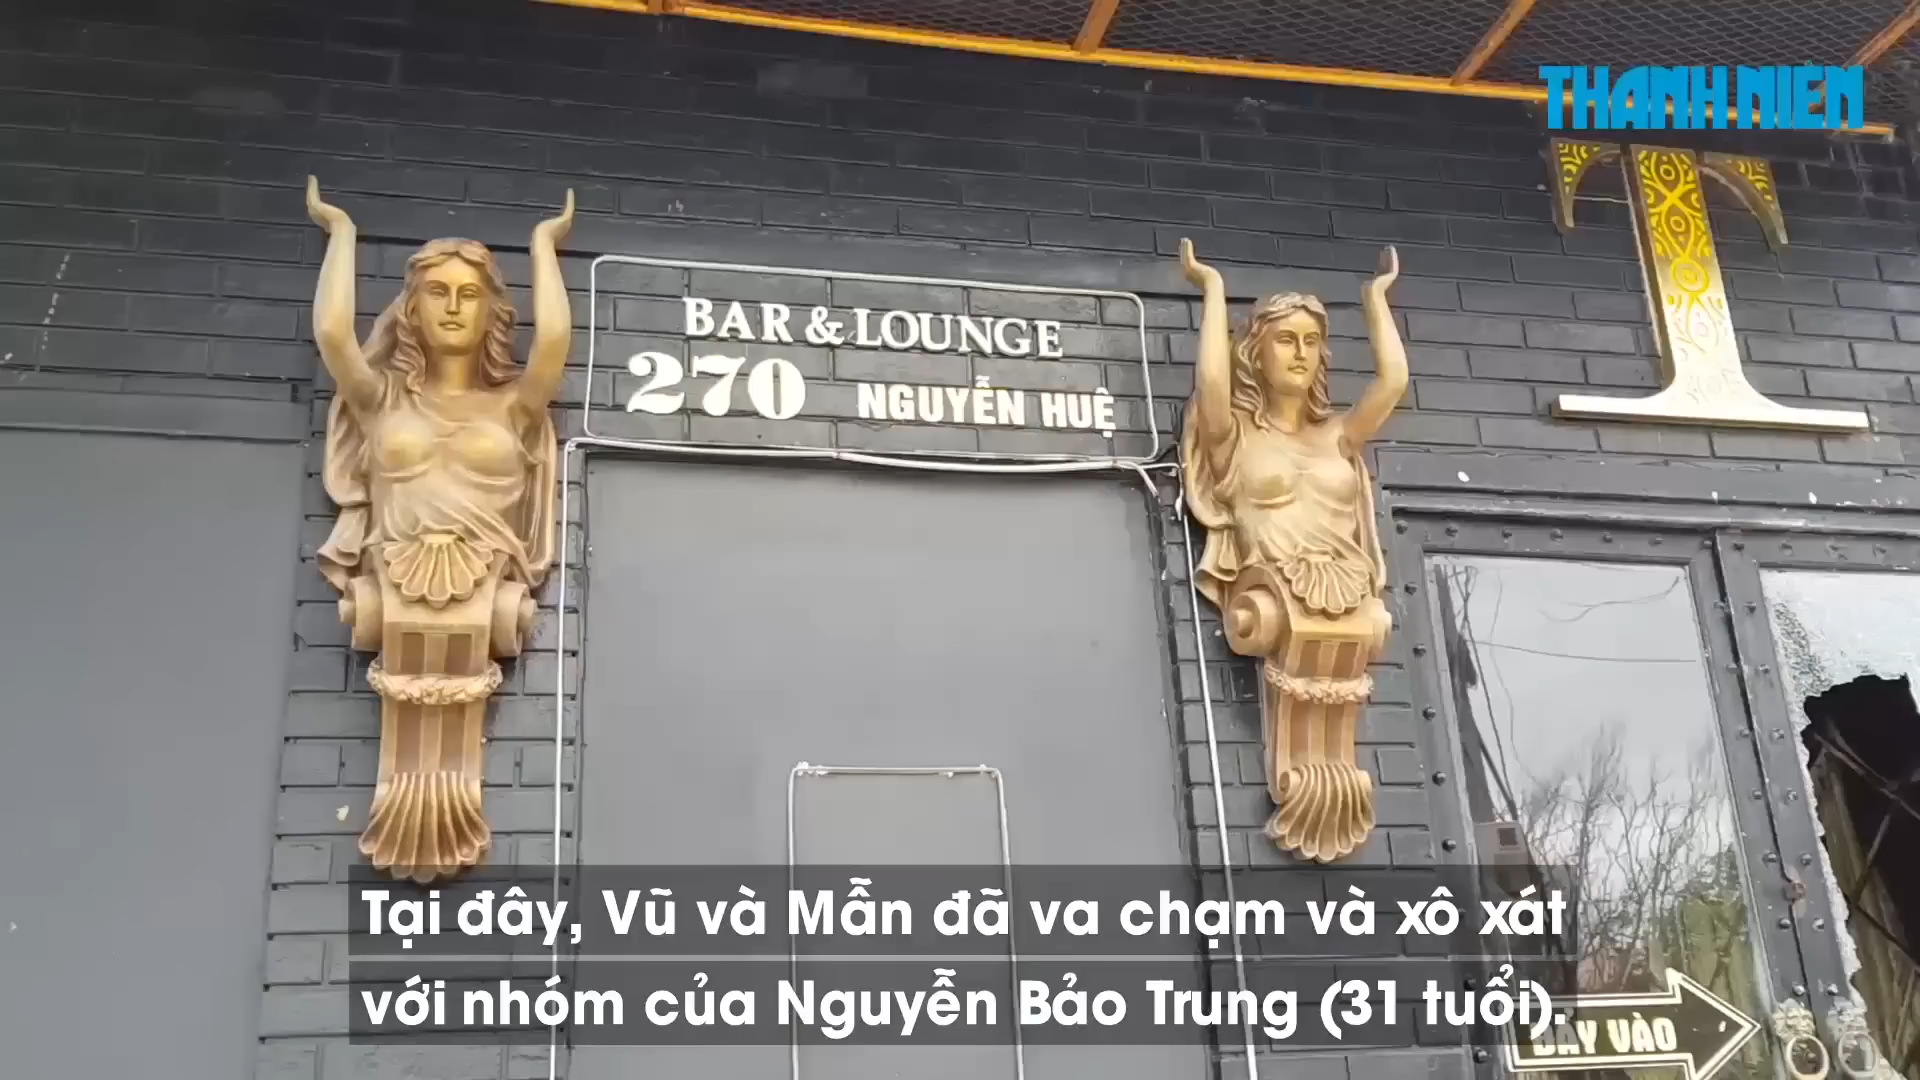 THANH NIÊN
T
BAR & LOUNGE
270 NGUYỄN HUỆ
Tại đây, Vũ và Mẫn đã va chạm và xô xát
với nhóm của Nguyễn Bảo Trung (31 tuổi).
ĐẨY VÀO